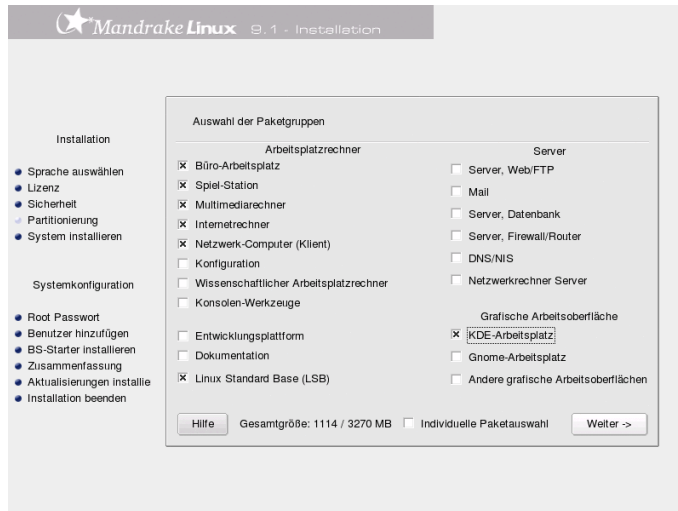 Mandrake Linux 9.1 - Installation
Installation
Sprache auswählen
Lizenz
Sicherheit
Partitionierung
System installieren
Systemkonfiguration
Root Passwort
Benutzer hinzufügen
BS-Starter installieren
Zusammenfassung
Aktualisierungen installie
Installation beenden
Auswahl der Paketgruppen
Arbeitsplatzrechner
Büro-Arbeitsplatz
Spiel-Station
Multimediarechner
Internetrechner
Netzwerk-Computer (Klient)
Konfiguration
Wissenschaftlicher Arbeitsplatzrechner
Konsolen-Werkzeuge
Entwicklungsplattform
Dokumentation
Linux Standard Base (LSB)
Server
Server, Web/FTP
Mail
Server, Datenbank
Server, Firewall/Router
DNS/NIS
Netzwerkrechner Server
Grafische Arbeitsoberfläche
KDE-Arbeitsplatz
Gnome-Arbeitsplatz
Andere grafische Arbeitsoberflächen
Hilfe Gesamtgröße: 1114 / 3270 MB Individuelle Paketauswahl Weiter ->